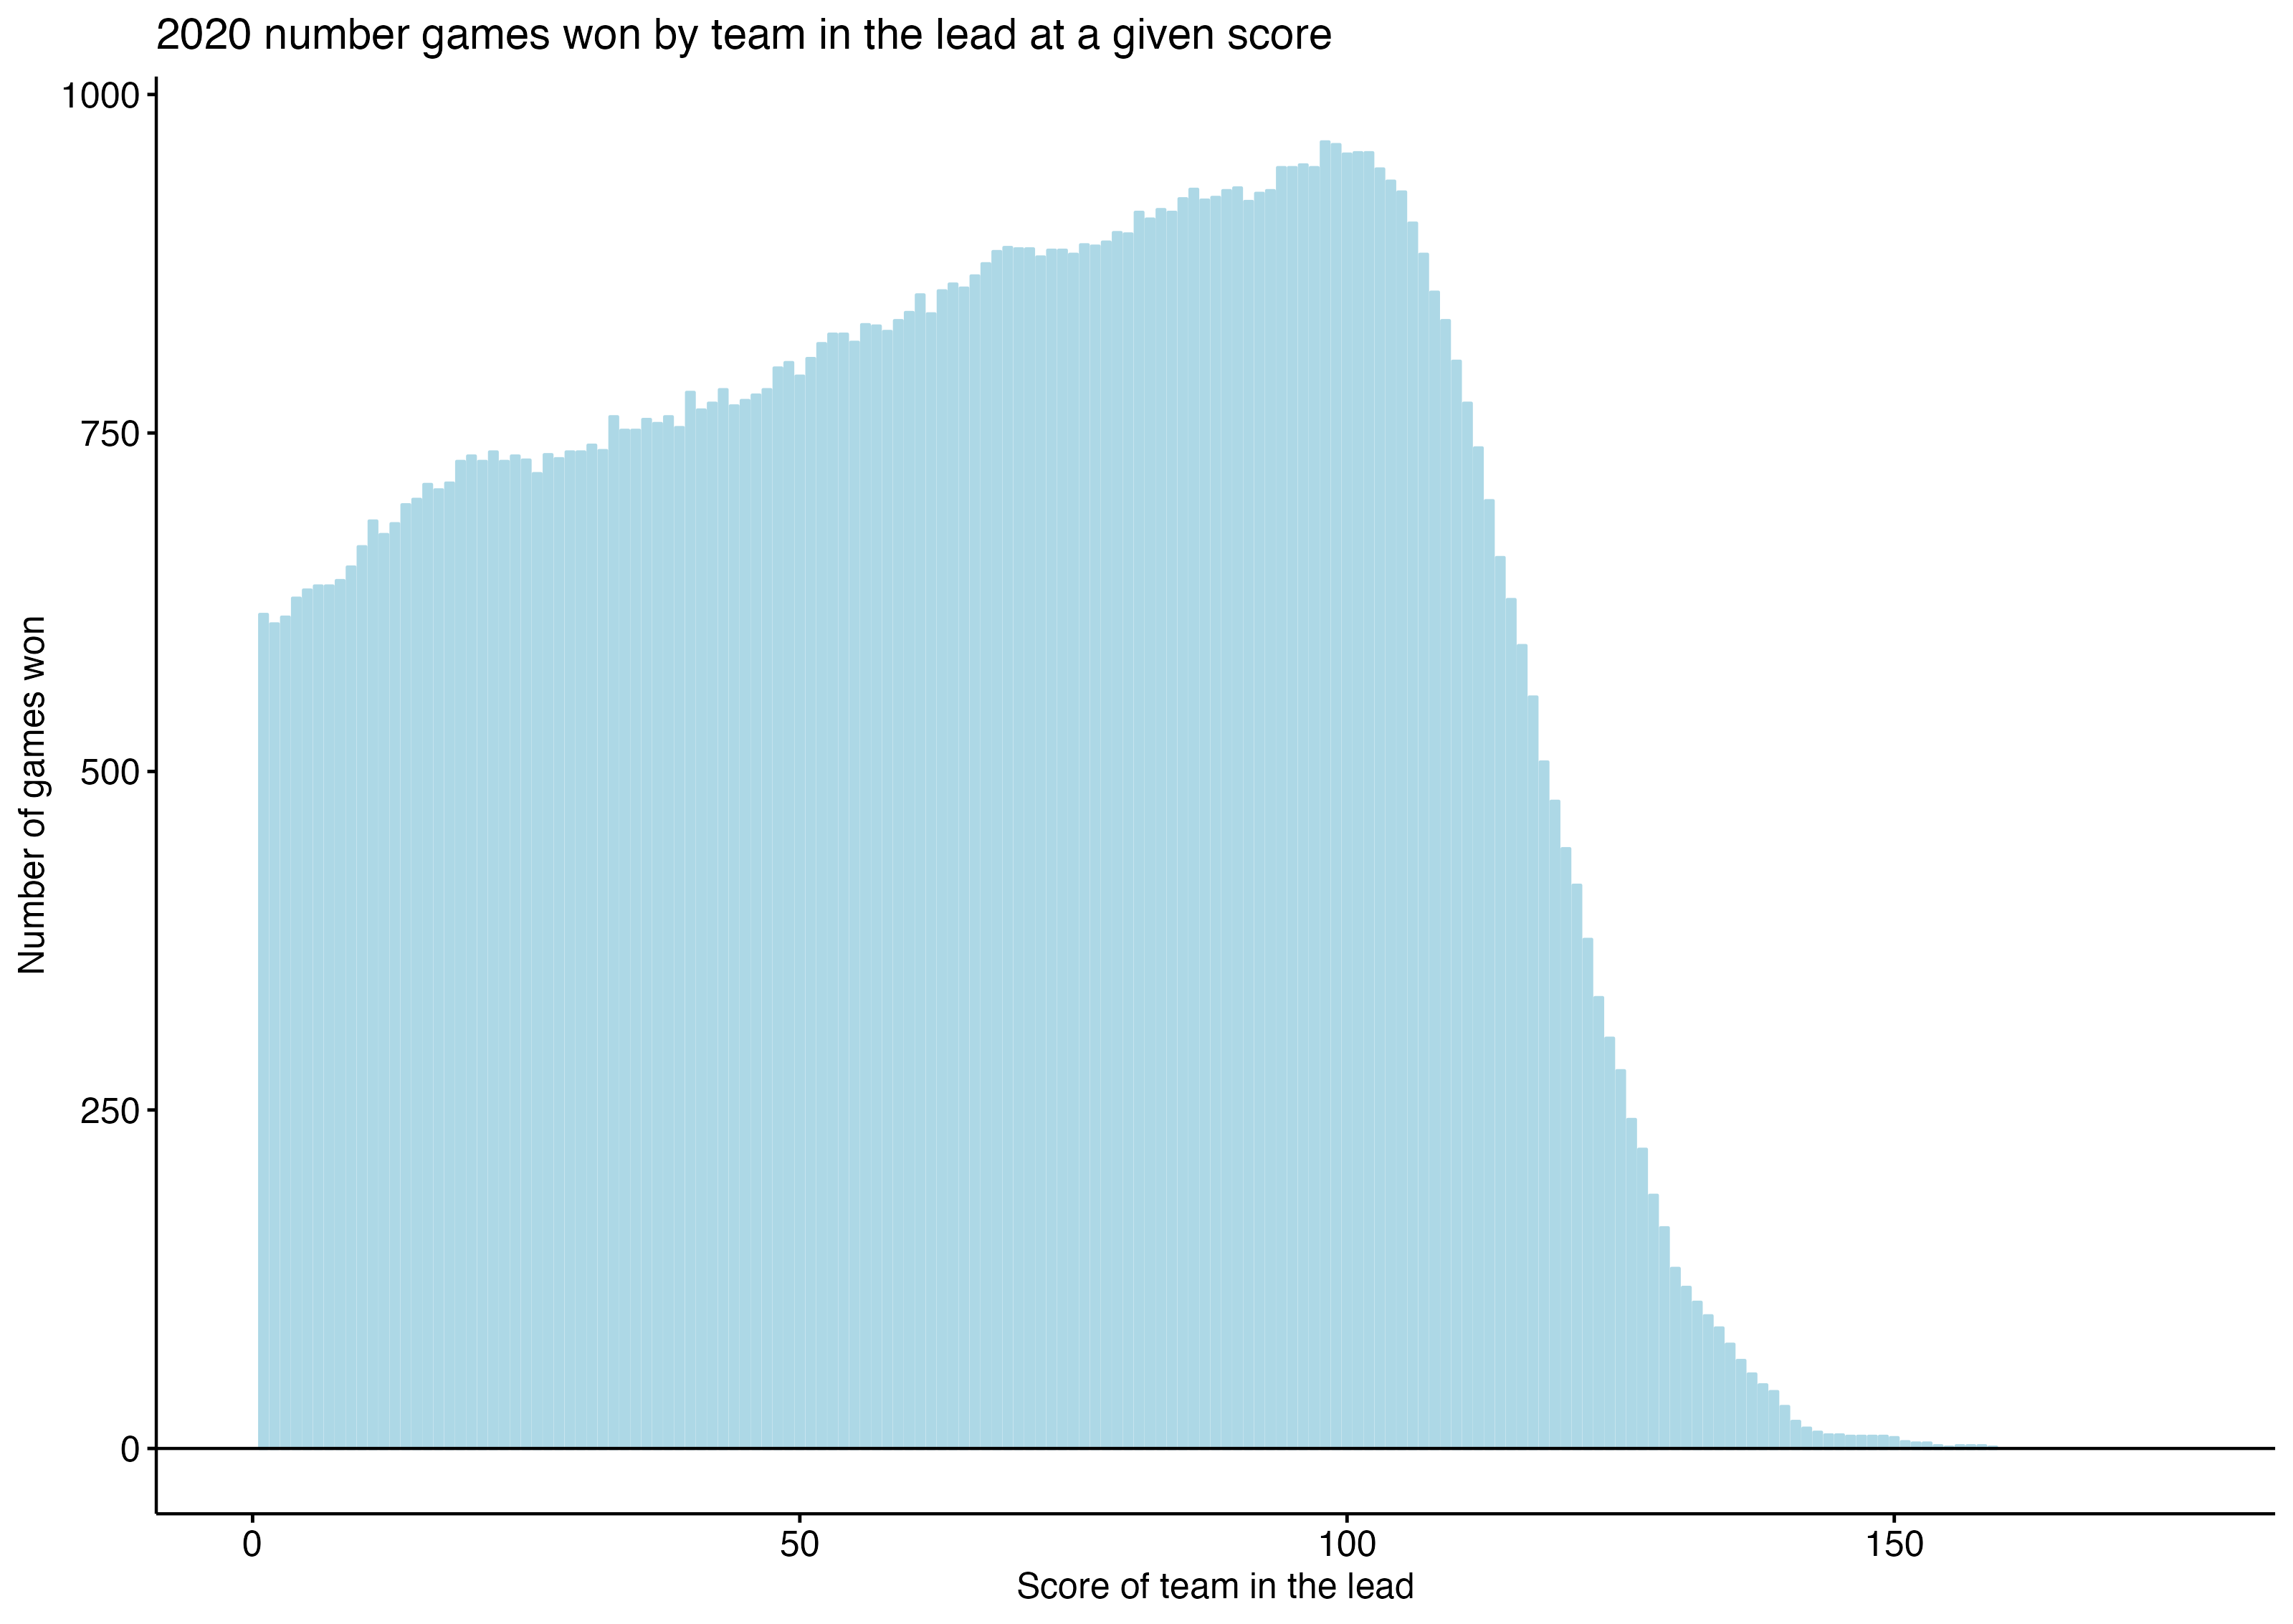 2020 number games won by team in the lead at a given score
1000
750
500
250
0
Number of games won
0 50 100 150
Score of team in the lead